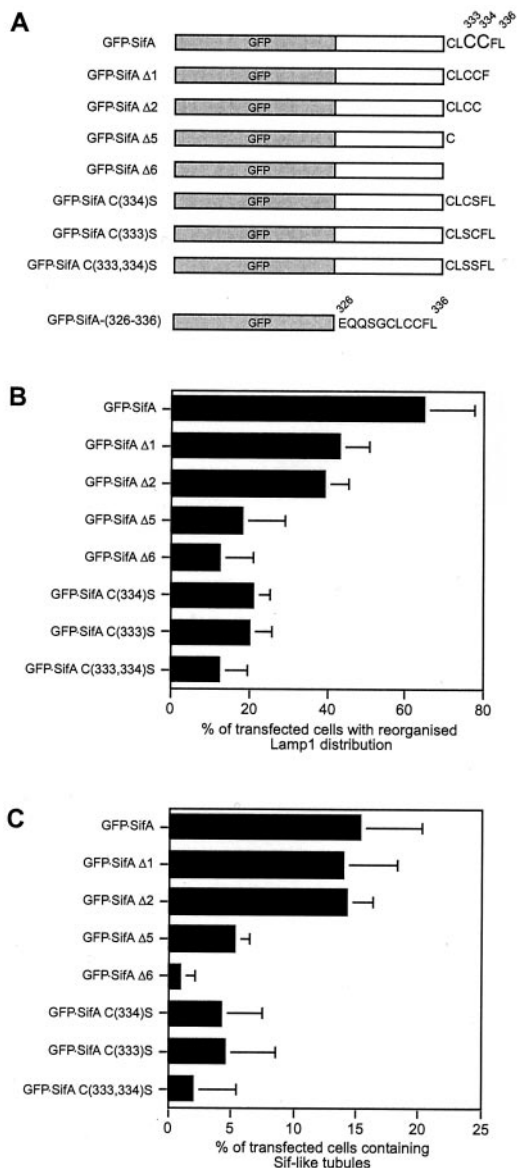 A
333
334
336
GFP-SifA
GFP
CLCCFL
GFP-SifA Δ1
GFP
CLCCF
GFP-SifA Δ2
GFP
CLCC
GFP-SifA Δ5
GFP
C
GFP-SifA Δ6
GFP
GFP-SifA C(334)S
GFP
CLCSFL
GFP-SifA C(333)S
GFP
CLSCFL
GFP-SifA C(333,334)S
GFP
CLSSFL
326
336
GFP-SifA-(326-336)
GFP
EQQSGCLCCFL
B
GFP-SifA
GFP-SifA Δ1
GFP-SifA Δ2
GFP-SifA Δ5
GFP-SifA Δ6
GFP-SifA C(334)S
GFP-SifA C(333)S
GFP-SifA C(333,334)S
0 20 40 60 80
% of transfected cells with reorganised
Lamp1 distribution
C
GFP-SifA
GFP-SifA Δ1
GFP-SifA Δ2
GFP-SifA Δ5
GFP-SifA Δ6
GFP-SifA C(334)S
GFP-SifA C(333)S
GFP-SifA C(333,334)S
0 5 10 15 20 25
% of transfected cells containing
Sif-like tubules